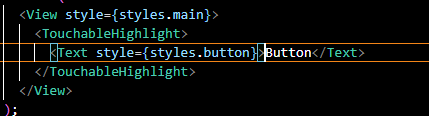 <View style={styles.main}>
<TouchableHighlight>
<Text style={styles.button}>Button</Text>
</TouchableHighlight>
</View>
);